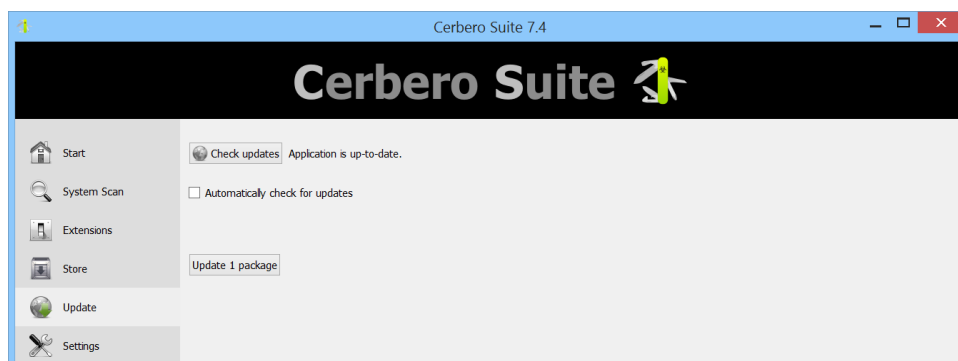 Cerbero Suite 7.4
Cerbero Suite
Start
Check updates Application is up-to-date.
System Scan
Automatically check for updates
Extensions
Store
Update 1 package
Update
Settings